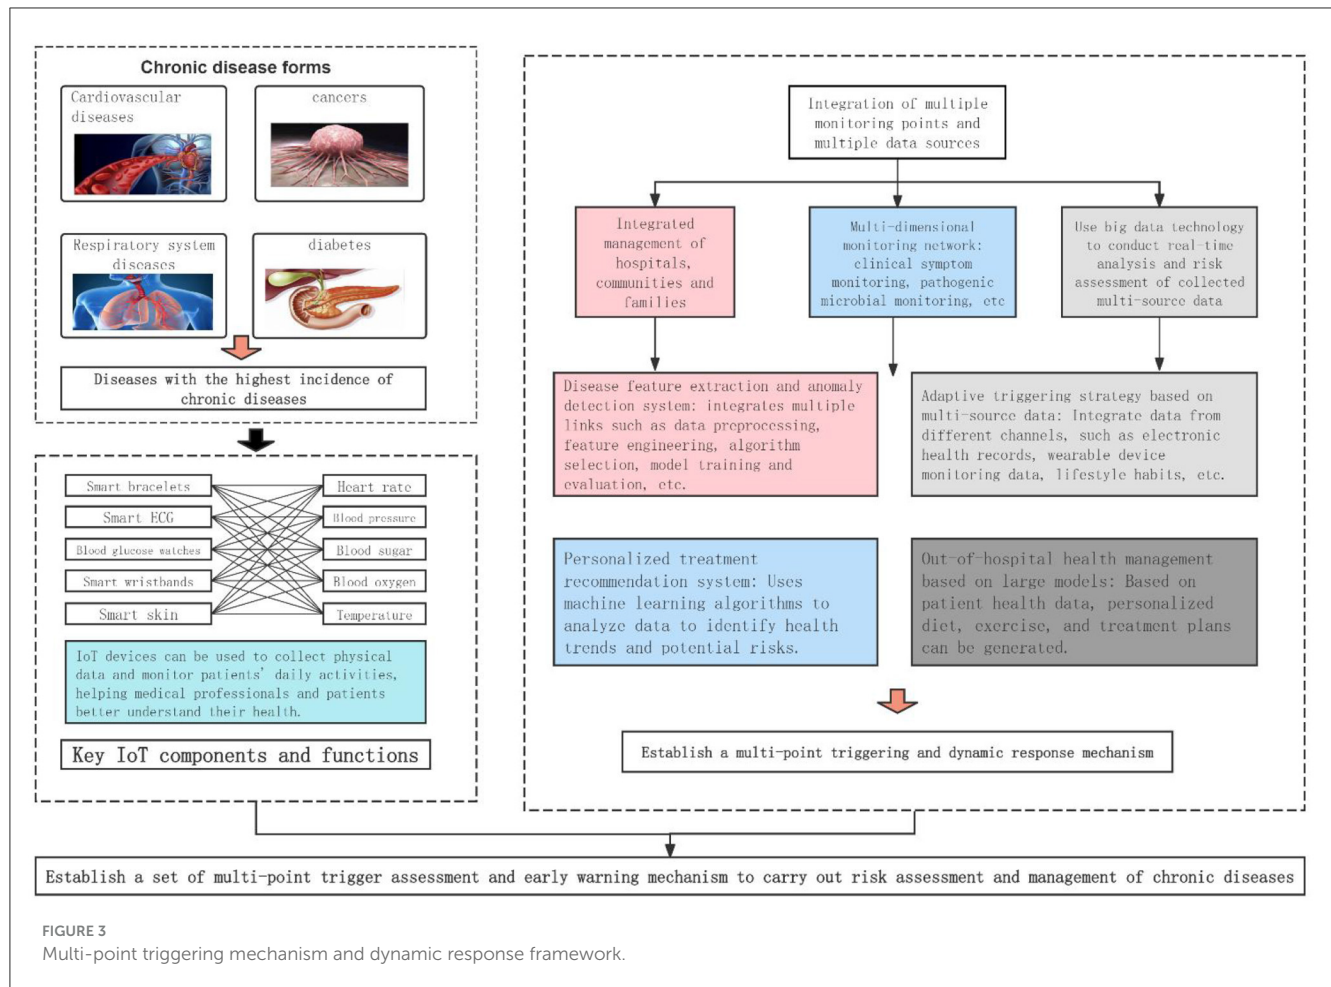 Chronic disease forms
Cardiovascular
diseases
cancers
Respiratory system
diseases
diabetes
Diseases with the highest incidence of
chronic diseases
Smart bracelets
Heart rate
Smart ECG
Blood pressure
Blood glucose watches
Blood sugar
Smart wristbands
Blood oxygen
Smart skin
Temperature
IoT devices can be used to collect physical
data and monitor patients' daily activities,
helping medical professionals and patients
better understand their health.
Key IoT components and functions
Integration of multiple
monitoring points and
multiple data sources
Integrated
management of
hospitals,
communities and
families
Multi-dimensional
monitoring network:
clinical symptom
monitoring, pathogenic
microbial monitoring, etc
Use big data technology
to conduct real-time
analysis and risk
assessment of collected
multi-source data
Disease feature extraction and anomaly
detection system: integrates multiple
links such as data preprocessing,
feature engineering, algorithm
selection, model training and
evaluation, etc.
Adaptive triggering strategy based on
multi-source data: Integrate data from
different channels, such as electronic
health records, wearable device
monitoring data, lifestyle habits, etc.
Personalized treatment
recommendation system: Uses
machine learning algorithms to
analyze data to identify health
trends and potential risks.
Out-of-hospital health management
based on large models: Based on
patient health data, personalized
diet, exercise, and treatment plans
can be generated.
Establish a multi-point triggering and dynamic response mechanism
Establish a set of multi-point trigger assessment and early warning mechanism to carry out risk assessment and management of chronic diseases
FIGURE 3
Multi-point triggering mechanism and dynamic response framework.